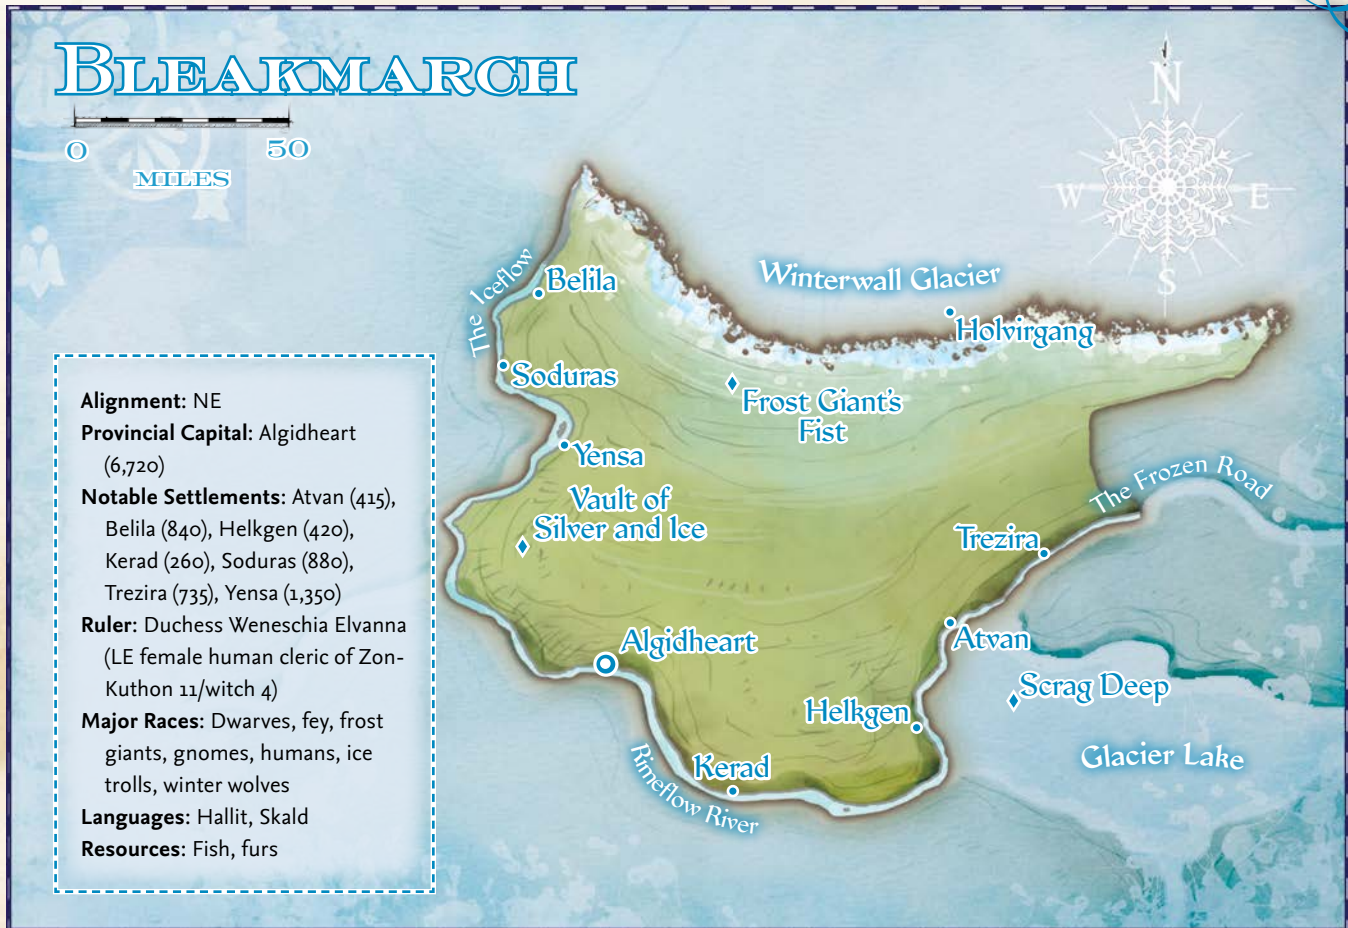 BLEAKMARCH
0 50
MILES
N
W E
S
The Iceflow
Belila
Winterwall Glacier
Holvirgang
Soduras
Frost Giant's
Fist
Yensa
Vault of
Silver and Ice
The Frozen Road
Trezira
Algidheart
Atvan
Scrag Deep
Helkgen
Glacier Lake
Kerad
Rimeflow River
Alignment: NE
Provincial Capital: Algidheart
(6,720)
Notable Settlements: Atvan (415),
Belila (840), Helkgen (420),
Kerad (260), Soduras (880),
Trezira (735), Yensa (1,350)
Ruler: Duchess Weneschia Elvanna
(LE female human cleric of Zon-
Kuthon 11/witch 4)
Major Races: Dwarves, fey, frost
giants, gnomes, humans, ice
trolls, winter wolves
Languages: Hallit, Skald
Resources: Fish, furs